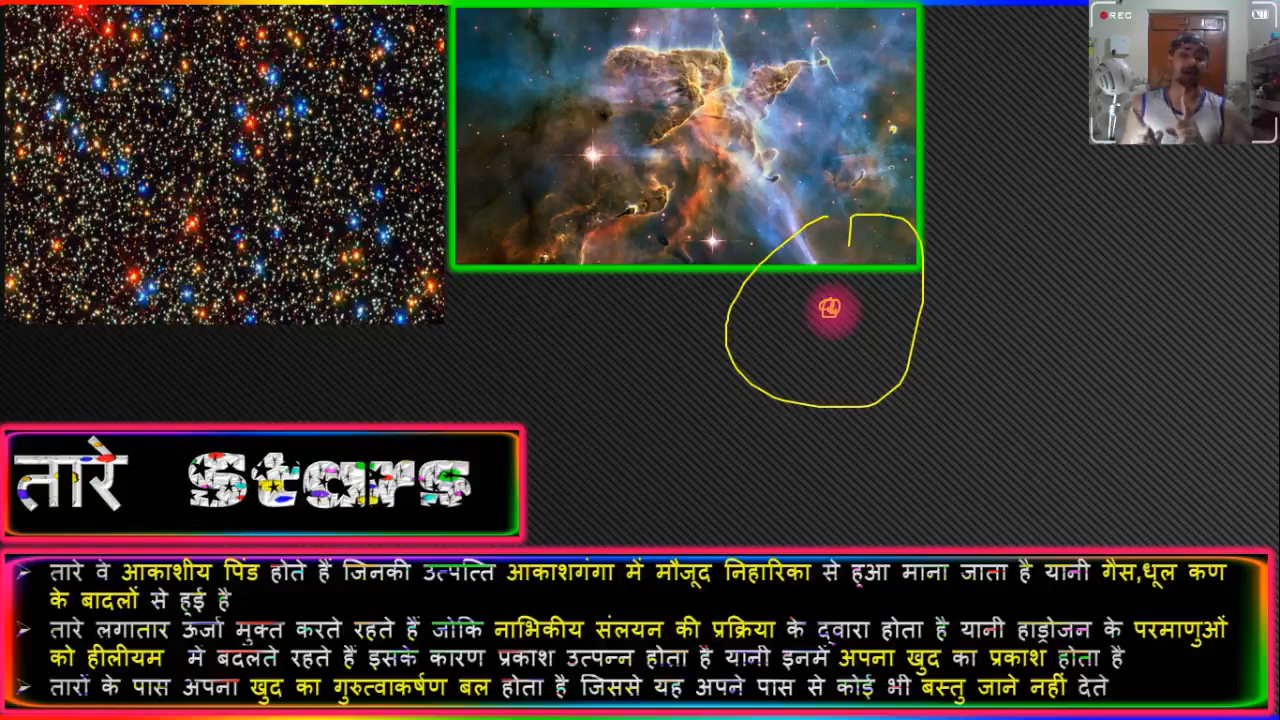 REC
तारे Stars
तारे वे आकाशीय पिंड होते हैं जिनकी उत्पत्ति आकाशगंगा में मौजूद निहारिका से हुआ माना जाता है यानी गैस,धूल कण
के बादलों से हुई है
तारे लगातार ऊर्जा मुक्त करते रहते हैं जोकि नाभिकीय संलयन की प्रक्रिया के द्वारा होता है यानी हाड्रोजन के परमाणुओं
को हीलीयम में बदलते रहते हैं इसके कारण प्रकाश उत्पन्न होता है यानी इनमें अपना खुद का प्रकाश होता है
तारों के पास अपना खुद का गुरुत्वाकर्षण बल होता है जिससे यह अपने पास से कोई भी बस्तु जाने नहीं देते